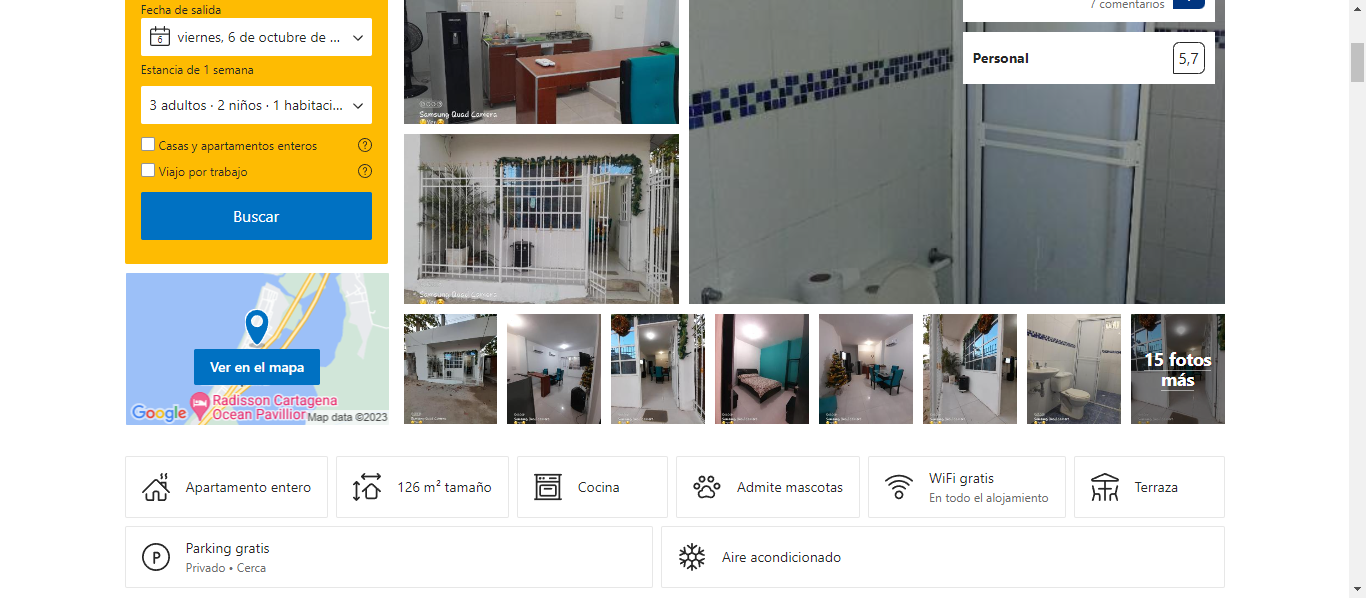 Fecha de salida
6
viernes, 6 de octubre de ...
Estancia de 1 semana
3 adultos · 2 niños · 1 habitaci...
Casas y apartamentos enteros
?
Viajo por trabajo
?
Buscar
Ver en el mapa
Google
Radisson Cartagena
Ocean Pavillion
Map data ©2023
Samsung Quad Camera
Samsung Quad Camera
7 comentarios
Personal
5,7
15 fotos
más
Apartamento entero
126 m² tamaño
Cocina
Admite mascotas
WiFi gratis
En todo el alojamiento
Terraza
P
Parking gratis
Privado • Cerca
Aire acondicionado